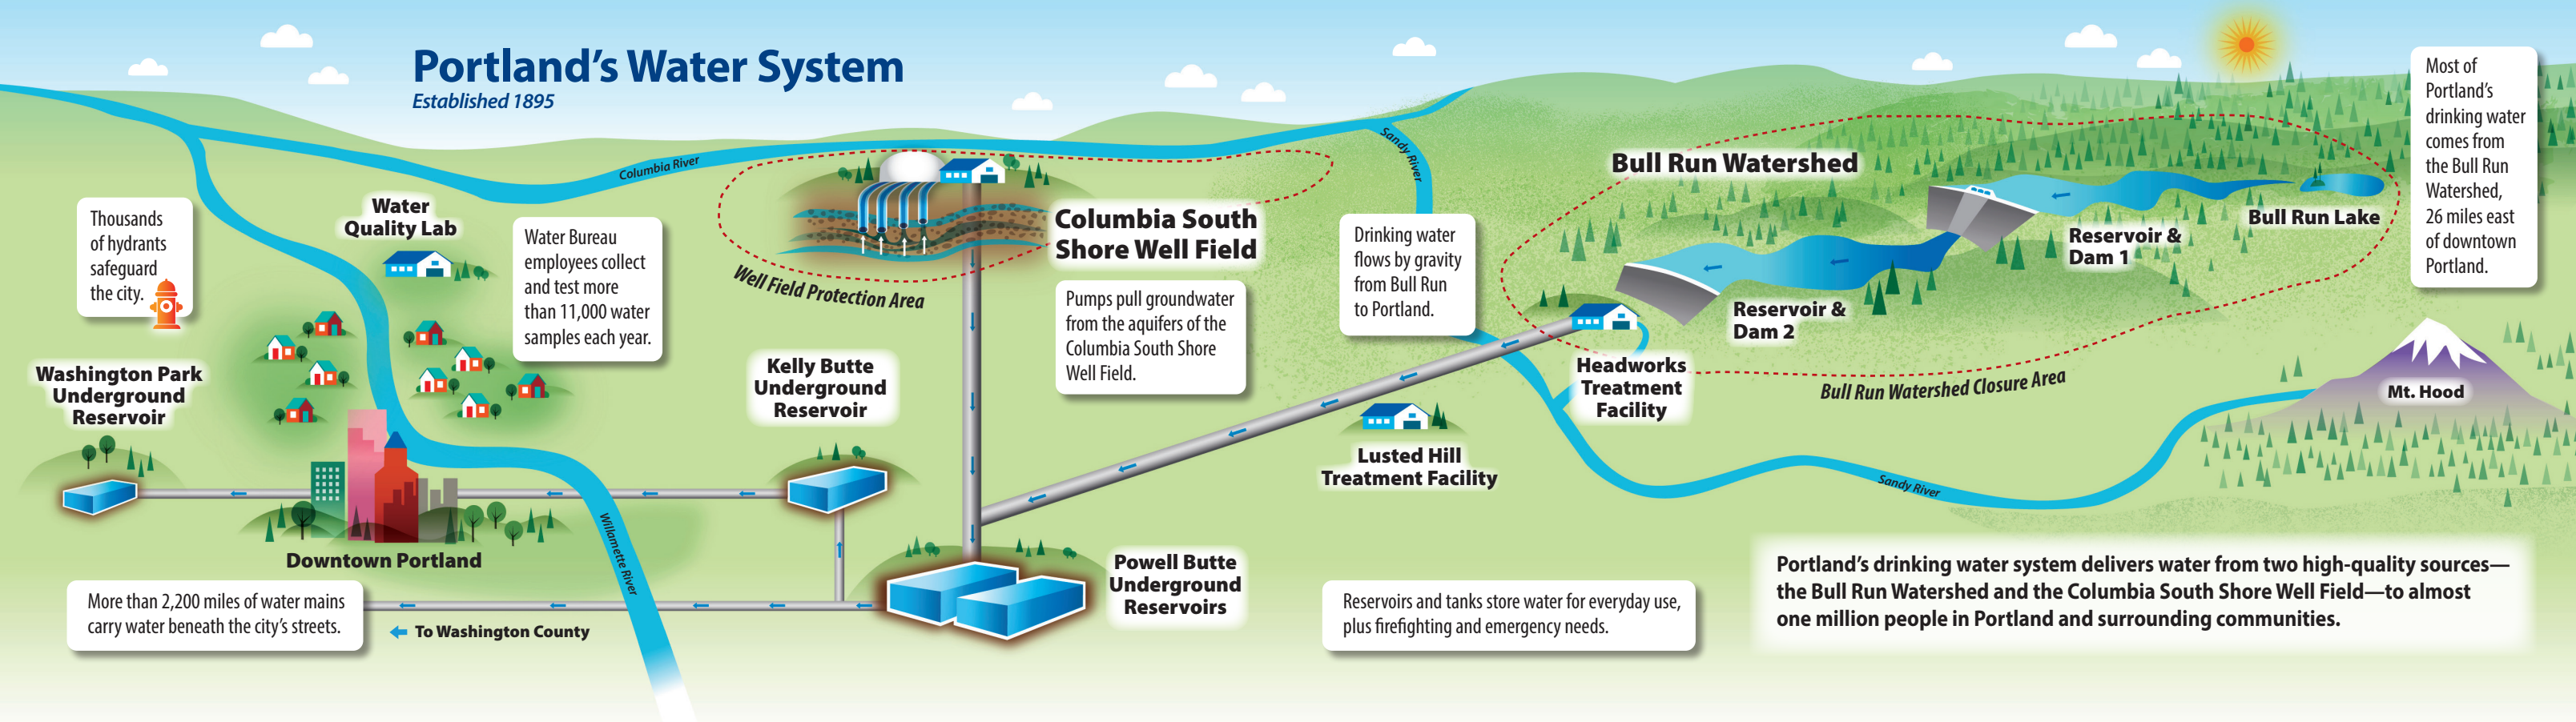 Portland's Water System
Established 1895
Thousands
of hydrants
safeguard
the city.
Water
Quality Lab
Water Bureau
employees collect
and test more
than 11,000 water
samples each year.
Columbia River
Well Field Protection Area
Columbia South
Shore Well Field
Pumps pull groundwater
from the aquifers of the
Columbia South Shore
Well Field.
Sandy River
Drinking water
flows by gravity
from Bull Run
to Portland.
Bull Run Watershed
Reservoir &
Dam 1
Bull Run Lake
Reservoir &
Dam 2
Most of
Portland's
drinking water
comes from
the Bull Run
Watershed,
26 miles east
of downtown
Portland.
Washington Park
Underground
Reservoir
Kelly Butte
Underground
Reservoir
Headworks
Treatment
Facility
Bull Run Watershed Closure Area
Mt. Hood
Lusted Hill
Treatment Facility
Sandy River
Downtown Portland
Willamette River
Powell Butte
Underground
Reservoirs
More than 2,200 miles of water mains
carry water beneath the city's streets.
To Washington County
Reservoirs and tanks store water for everyday use,
plus firefighting and emergency needs.
Portland's drinking water system delivers water from two high-quality sources—
the Bull Run Watershed and the Columbia South Shore Well Field—to almost
one million people in Portland and surrounding communities.